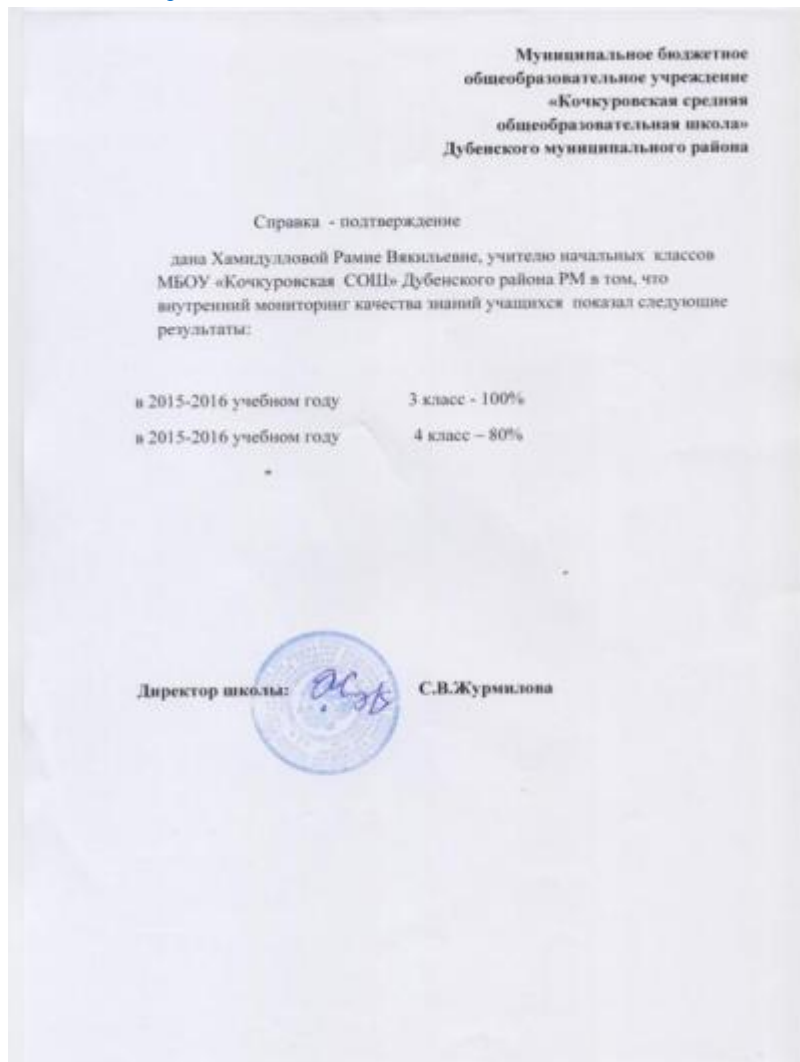 Муниципальное бюджетное
общеобразовательное учреждение
«Кочкуровская средняя
общеобразовательная школа»
Дубенского муниципального района
Справка - подтверждение
дана Хамидулловой Рамие Вякильевне, учителю начальных классов
МБОУ «Кочкуровская СОШ» Дубенского района РМ в том, что
внутренний мониторинг качества знаний учащихся показал следующие
результаты:
в 2015-2016 учебном году 3 класс - 100%
в 2015-2016 учебном году 4 класс – 80%
Директор школы: С.В.Журмилова